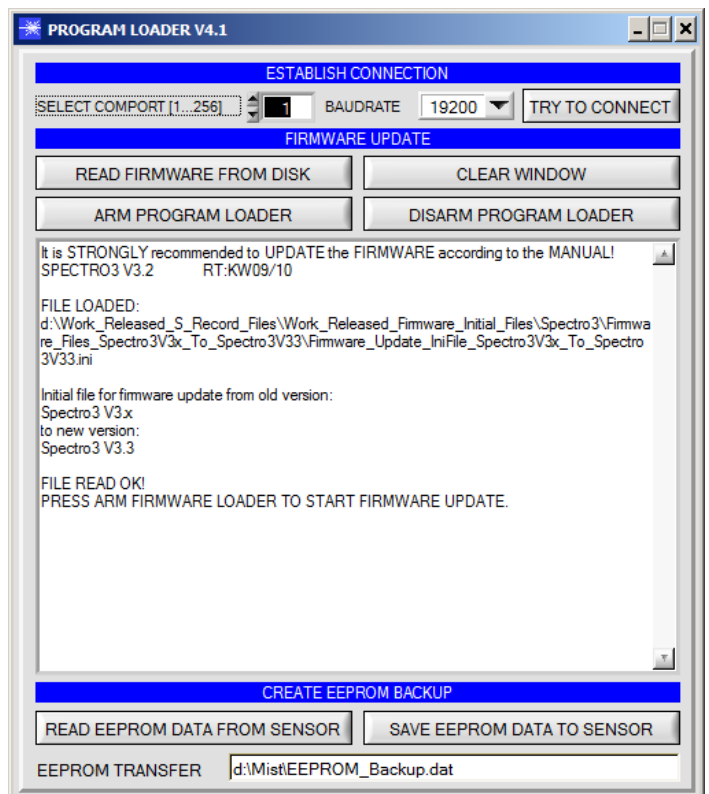 PROGRAM LOADER V4.1
ESTABLISH CONNECTION
SELECT COMPORT [1...256] 1 BAUDRATE 19200 TRY TO CONNECT
FIRMWARE UPDATE
READ FIRMWARE FROM DISK CLEAR WINDOW
ARM PROGRAM LOADER DISARM PROGRAM LOADER
It is STRONGLY recommended to UPDATE the FIRMWARE according to the MANUAL!
SPECTRO3 V3.2 RT:KW09/10
FILE LOADED:
d:\Work_Released_S_Record_Files\Work_Released_Firmware_Initial_Files\Spectro3\Firmwa
re_Files_Spectro3V3x_To_Spectro3V33\Firmware_Update_IniFile_Spectro3V3x_To_Spectro
3V33.ini
Initial file for firmware update from old version:
Spectro3 V3.x
to new version:
Spectro3 V3.3
FILE READ OK!
PRESS ARM FIRMWARE LOADER TO START FIRMWARE UPDATE.
CREATE EEPROM BACKUP
READ EEPROM DATA FROM SENSOR SAVE EEPROM DATA TO SENSOR
EEPROM TRANSFER d:\Mist\EEPROM_Backup.dat